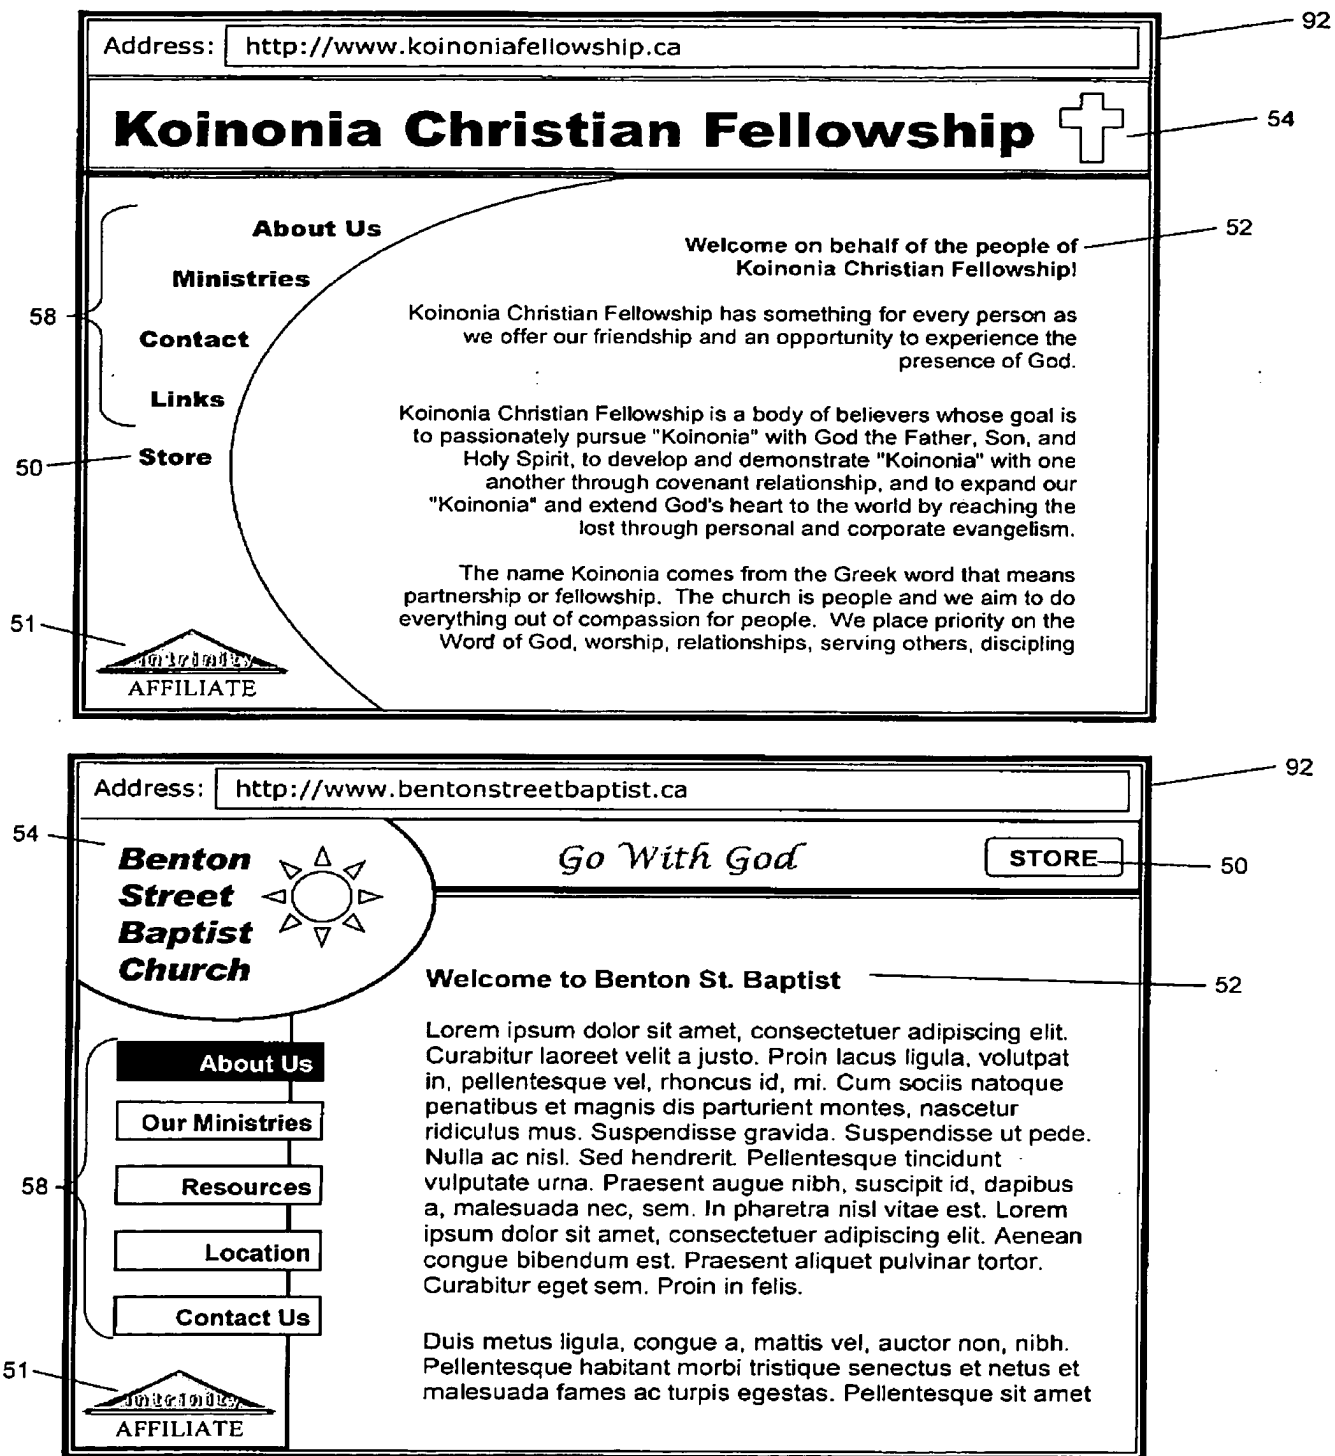 92
Address: http://www.koinoniafellowship.ca
Koinonia Christian Fellowship
54
About Us
Ministries
Contact
Links
58
Store
50
Welcome on behalf of the people of
Koinonia Christian Fellowship!
52
Koinonia Christian Fellowship has something for every person as
we offer our friendship and an opportunity to experience the
presence of God.
Koinonia Christian Fellowship is a body of believers whose goal is
to passionately pursue "Koinonia" with God the Father, Son, and
Holy Spirit, to develop and demonstrate "Koinonia" with one
another through covenant relationship, and to expand our
"Koinonia" and extend God's heart to the world by reaching the
lost through personal and corporate evangelism.
The name Koinonia comes from the Greek word that means
partnership or fellowship. The church is people and we aim to do
everything out of compassion for people. We place priority on the
Word of God, worship, relationships, serving others, discipling
51
intrinity
AFFILIATE
92
Address: http://www.bentonstreetbaptist.ca
54
Benton
Street
Baptist
Church
Go With God
STORE
50
Welcome to Benton St. Baptist
52
Lorem ipsum dolor sit amet, consectetuer adipiscing elit.
Curabitur laoreet velit a justo. Proin lacus ligula, volutpat
in, pellentesque vel, rhoncus id, mi. Cum sociis natoque
penatibus et magnis dis parturient montes, nascetur
ridiculus mus. Suspendisse gravida. Suspendisse ut pede.
Nulla ac nisl. Sed hendrerit. Pellentesque tincidunt
vulputate urna. Praesent augue nibh, suscipit id, dapibus
a, malesuada nec, sem. In pharetra nisl vitae est. Lorem
ipsum dolor sit amet, consectetuer adipiscing elit. Aenean
congue bibendum est. Praesent aliquet pulvinar tortor.
Curabitur eget sem. Proin in felis.
Duis metus ligula, congue a, mattis vel, auctor non, nibh.
Pellentesque habitant morbi tristique senectus et netus et
malesuada fames ac turpis egestas. Pellentesque sit amet
About Us
Our Ministries
Resources
Location
Contact Us
58
51
intrinity
AFFILIATE